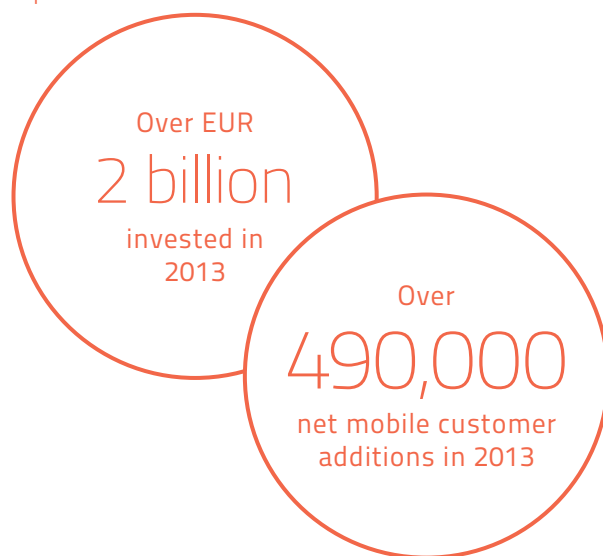 Over EUR
2 billion
invested in
2013
Over
490,000
net mobile customer
additions in 2013